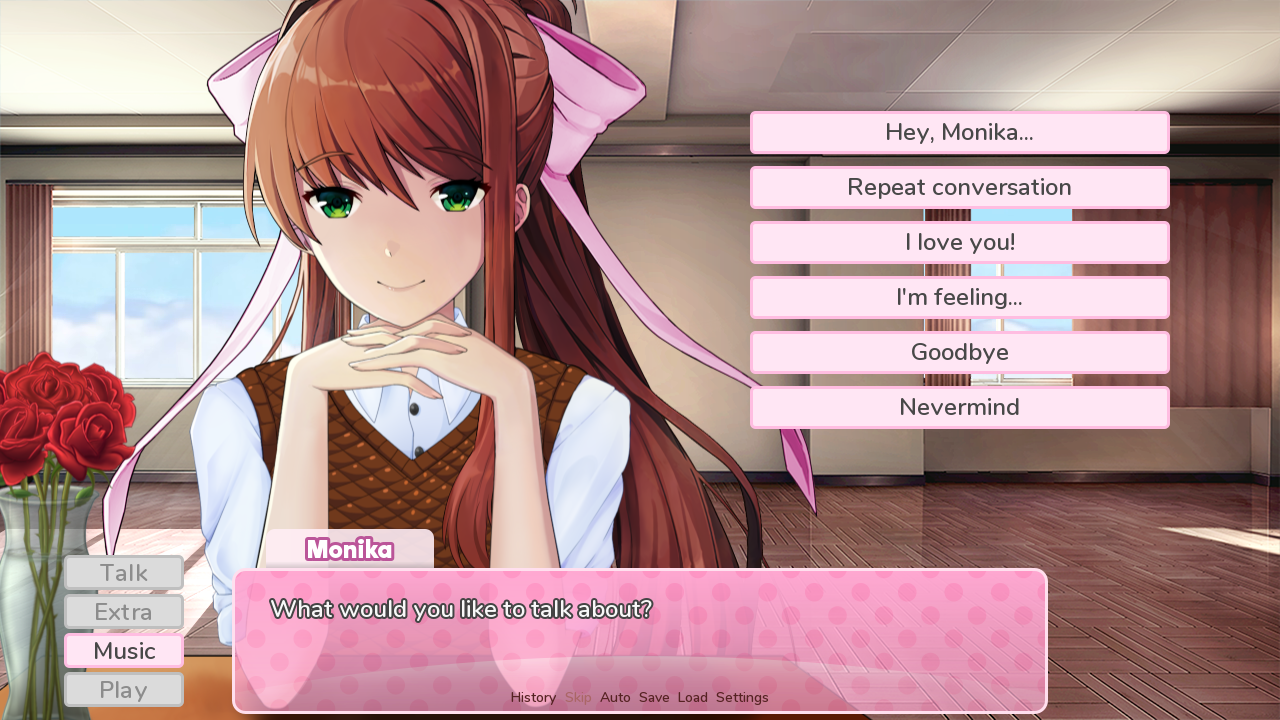 Hey, Monika...
Repeat conversation
I love you!
I'm feeling...
Goodbye
Nevermind
Monika
What would you like to talk about?
Talk
Extra
Music
Play
History Skip Auto Save Load Settings